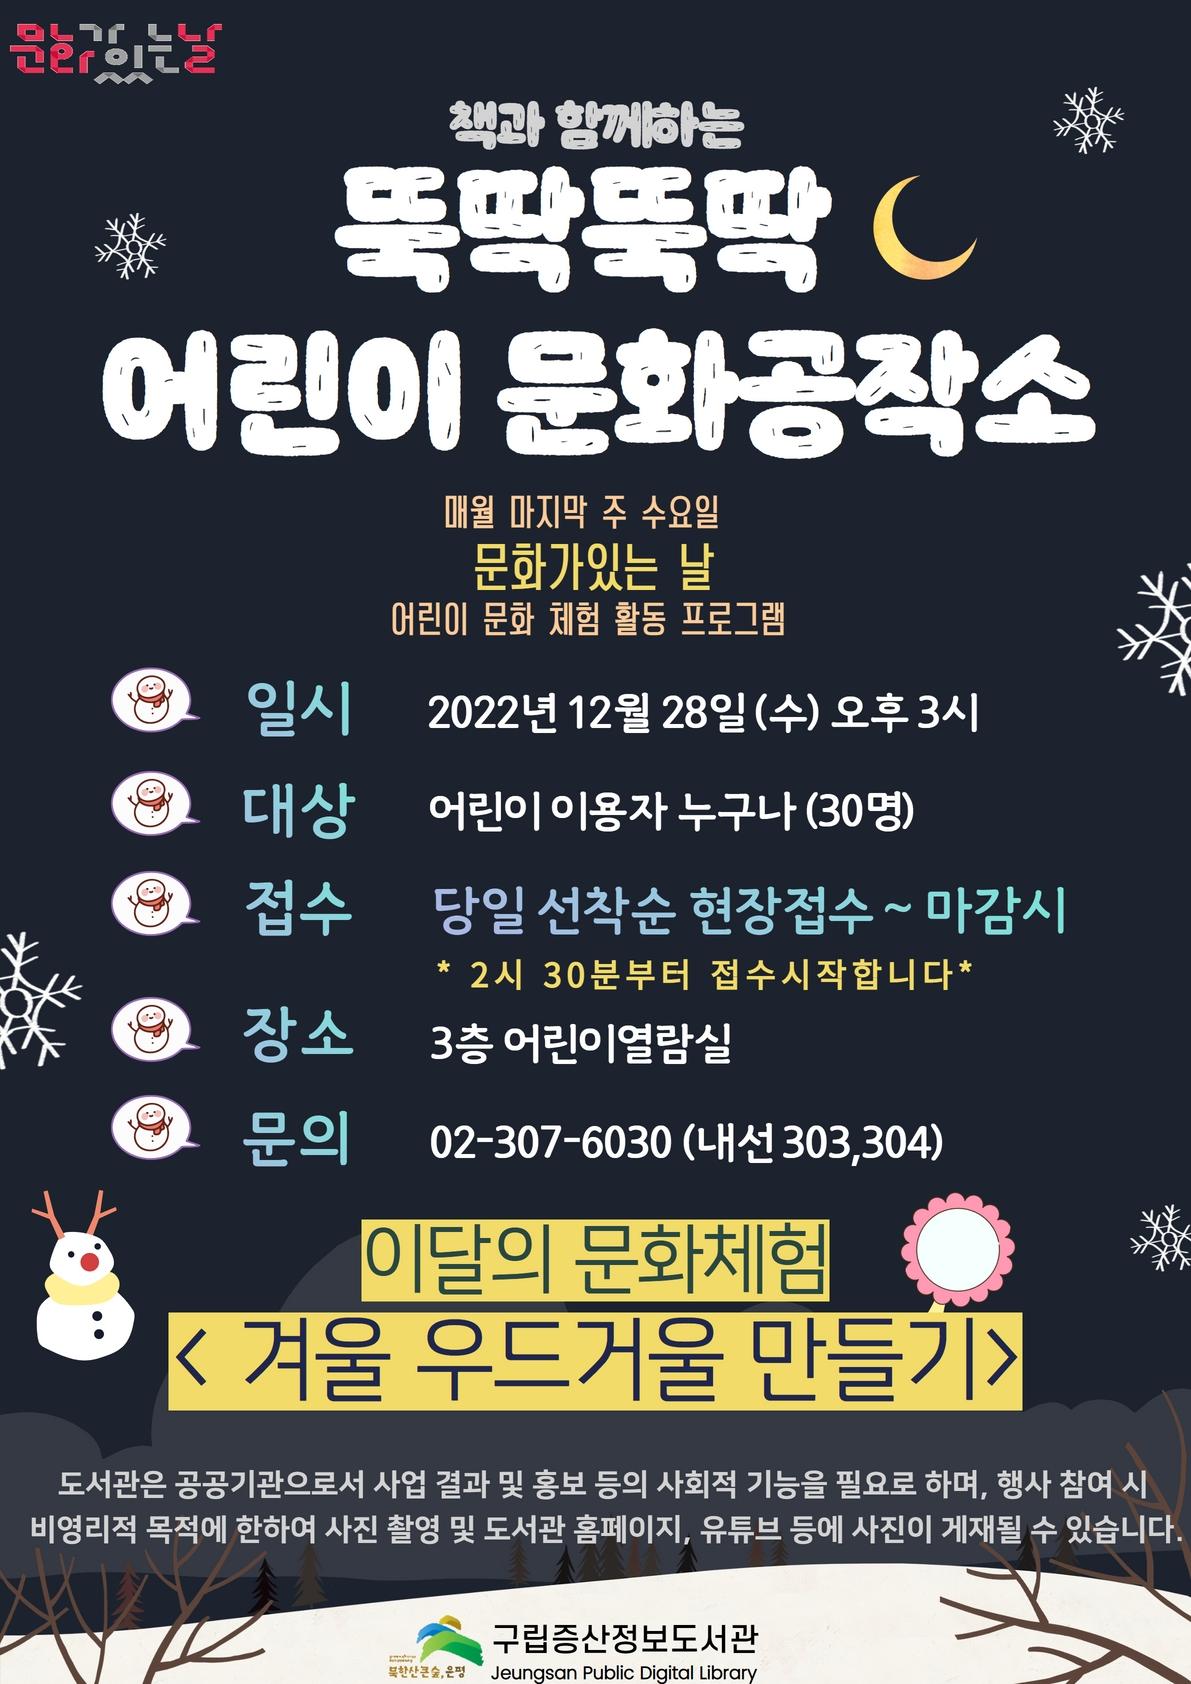 문화가있는날
책과 함께하는
뚝딱뚝딱
어린이 문화공작소
매월 마지막 주 수요일
문화가있는 날
어린이 문화 체험 활동 프로그램
일시 2022년 12월 28일(수) 오후 3시
대상 어린이 이용자 누구나 (30명)
접수 당일 선착순 현장접수 ~ 마감시
* 2시 30분부터 접수시작합니다*
장소 3층 어린이열람실
문의 02-307-6030 (내선 303,304)
이달의 문화체험
< 겨울 우드거울 만들기>
도서관은 공공기관으로서 사업 결과 및 홍보 등의 사회적 기능을 필요로 하며, 행사 참여 시
비영리적 목적에 한하여 사진 촬영 및 도서관 홈페이지, 유튜브 등에 사진이 게재될 수 있습니다.
북한산큰숲,은평
구립증산정보도서관
Jeungsan Public Digital Library